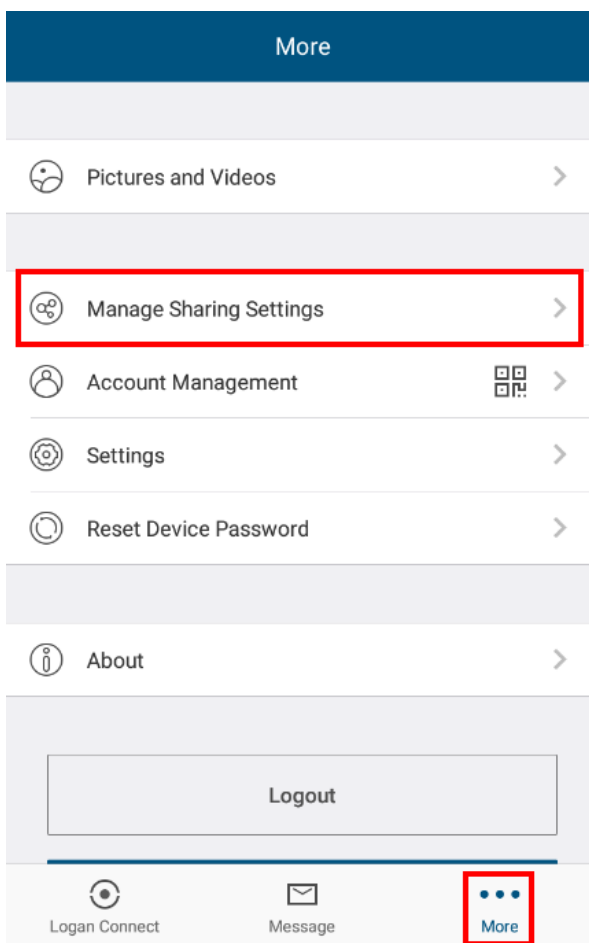 More
Pictures and Videos
Manage Sharing Settings
Account Management
Settings
Reset Device Password
About
Logout
Logan Connect
Message
More